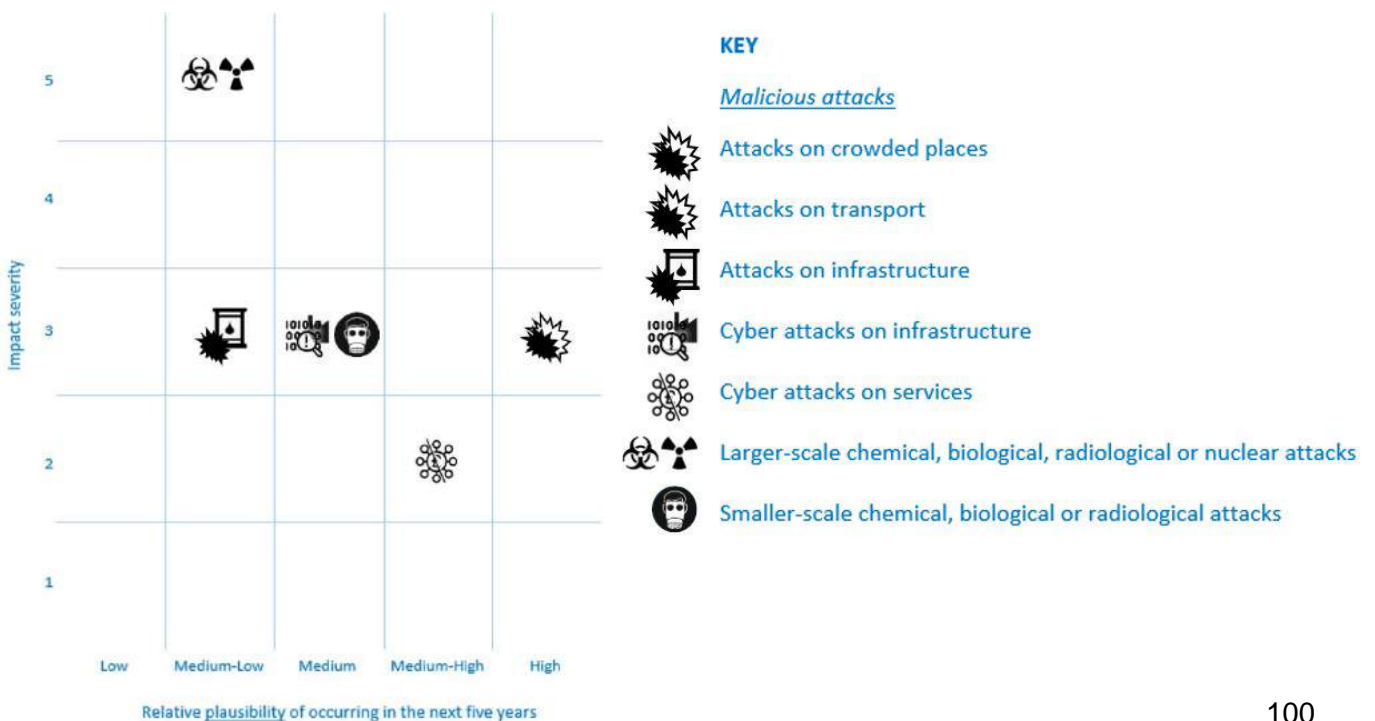 KEY
Malicious attacks
Attacks on crowded places
Attacks on transport
Attacks on infrastructure
Cyber attacks on infrastructure
Cyber attacks on services
Larger-scale chemical, biological, radiological or nuclear attacks
Smaller-scale chemical, biological or radiological attacks
Impact severity
5
4
3
2
1
Low Medium-Low Medium Medium-High High
Relative plausibility of occurring in the next five years
100